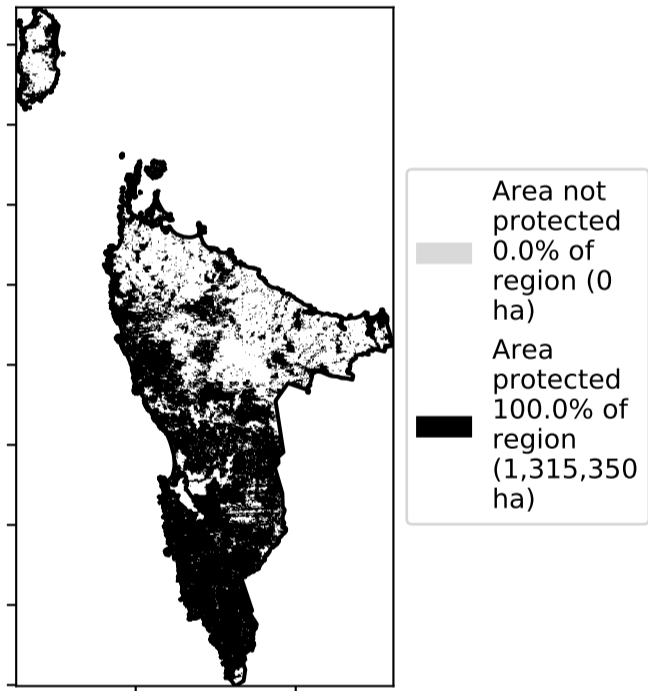 Area not
protected
0.0% of
region (0
ha)
Area
protected
100.0% of
region
(1,315,350
ha)